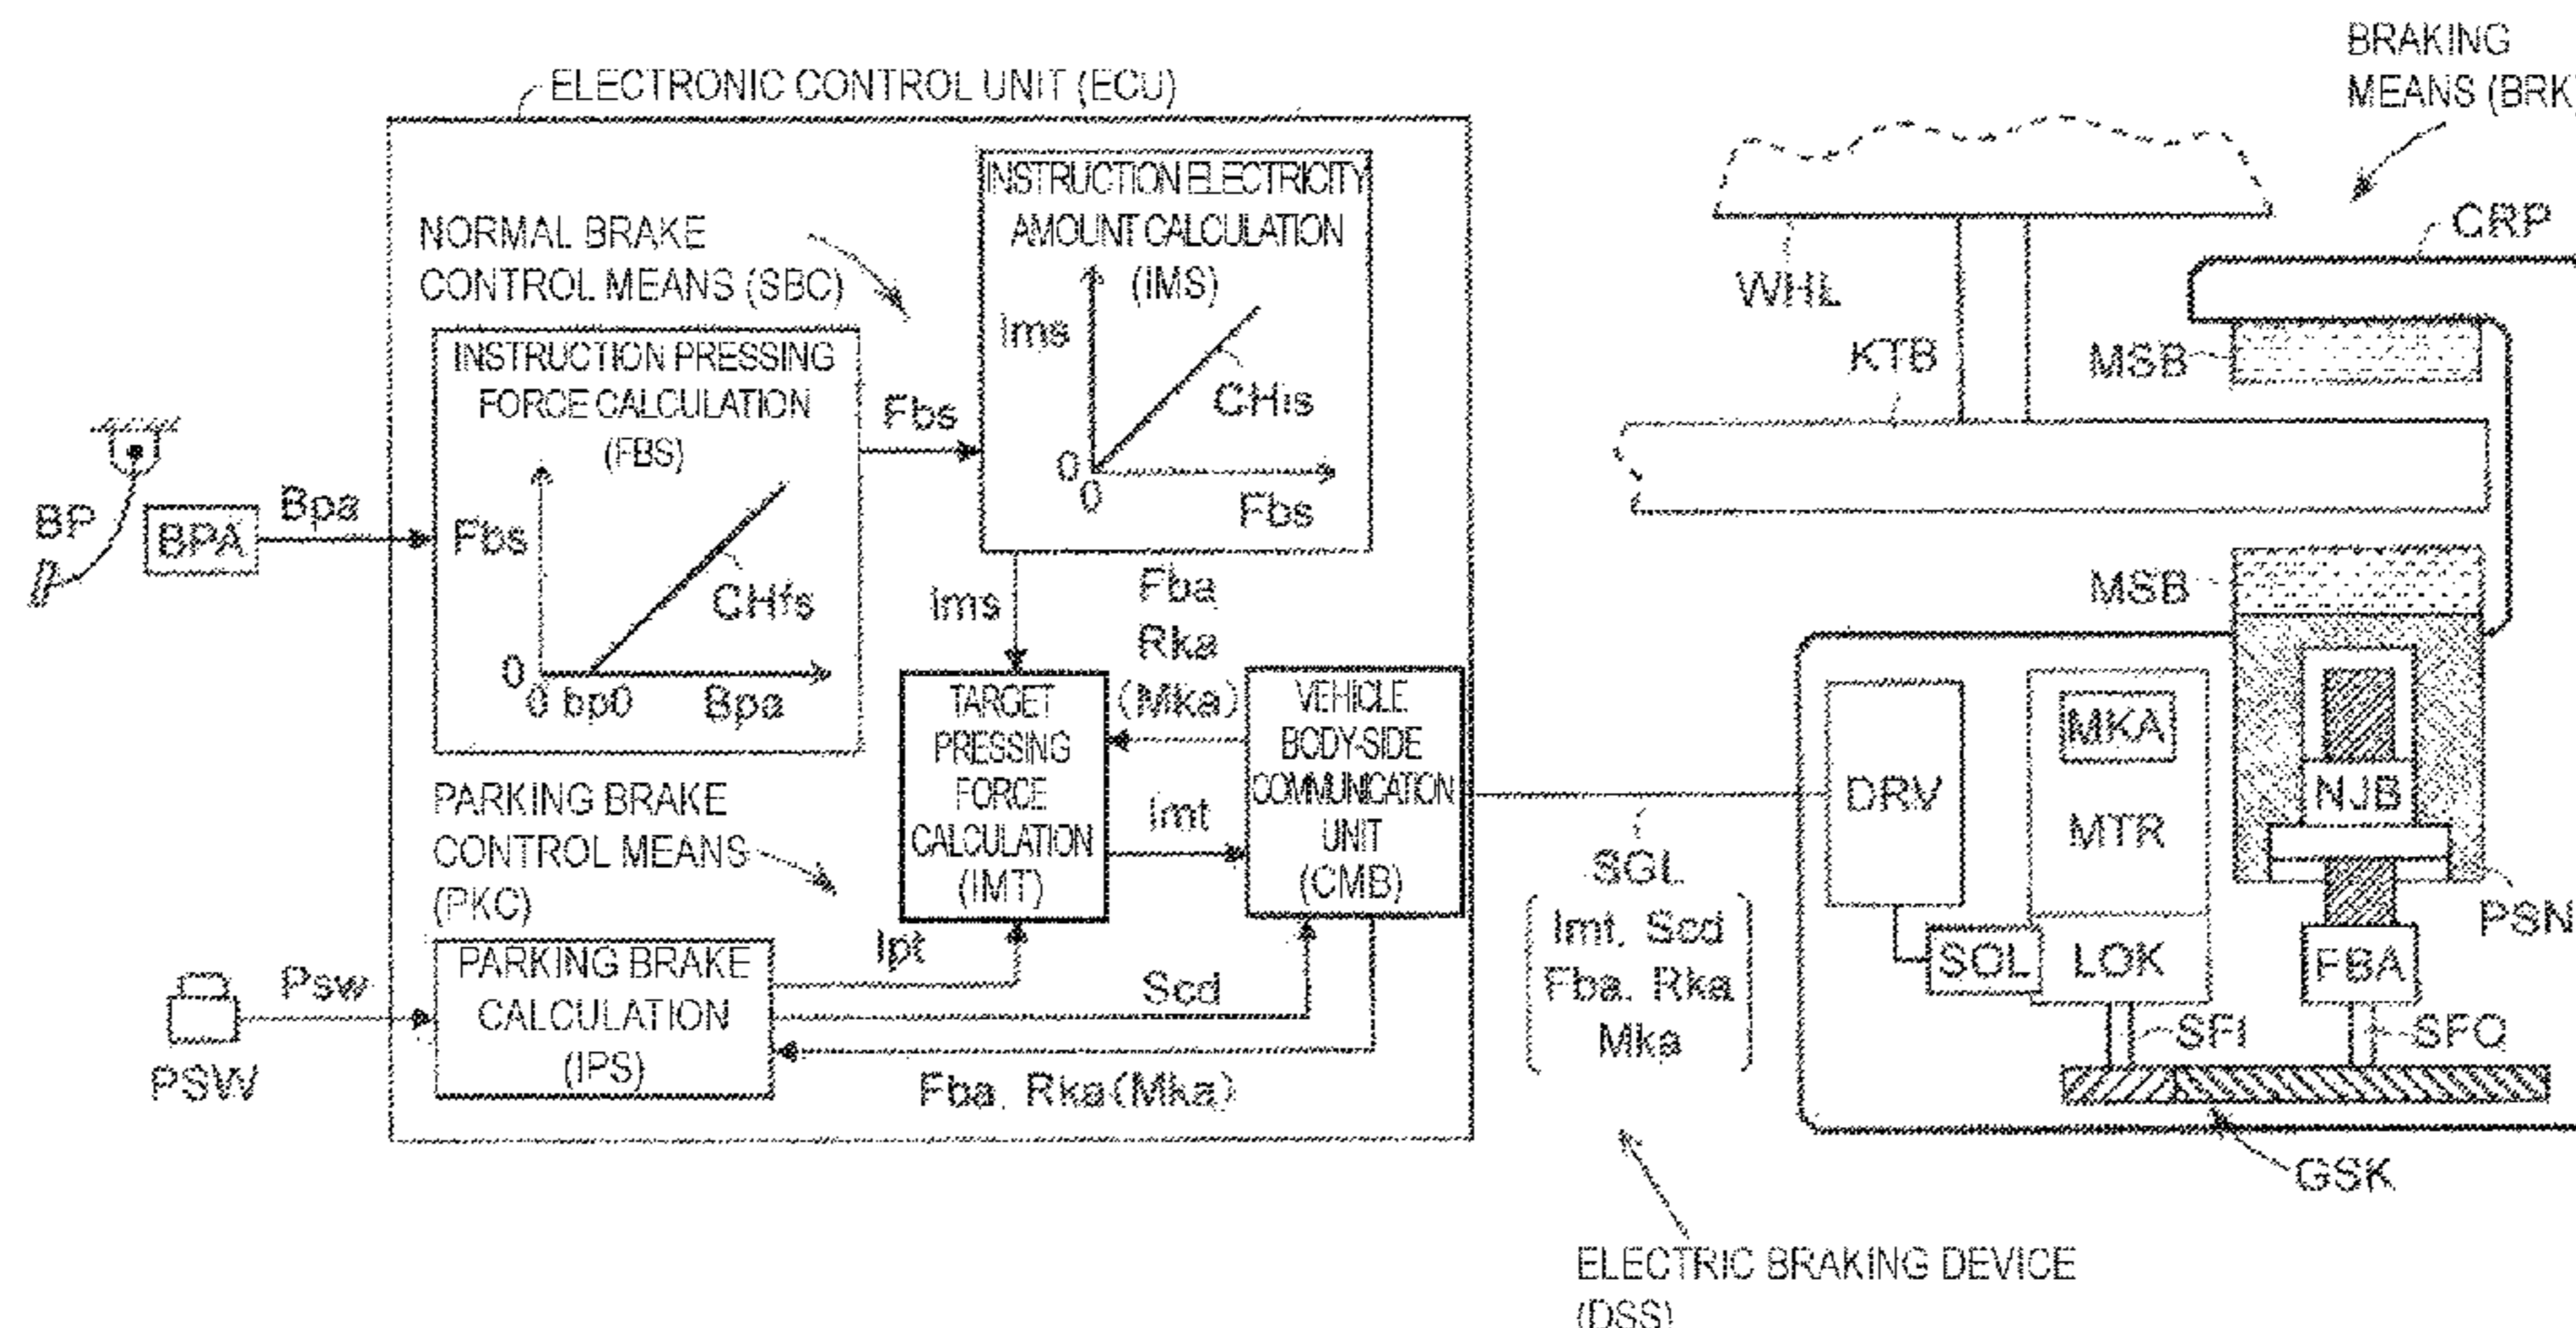 ELECTRONIC CONTROL UNIT (ECU)
NORMAL BRAKE
CONTROL MEANS (SBC)
INSTRUCTION ELECTRICITY
AMOUNT CALCULATION
(IMS)
Ims
CHis
0
0
Fbs
INSTRUCTION PRESSING
FORCE CALCULATION
(FBS)
Fbs
CHfs
0
0 bp0 Bpa
Fbs
BP
BPA
Bpa
Ims
Fba
Rka
(Mka)
TARGET
PRESSING
FORCE
CALCULATION
(IMT)
Imt
VEHICLE
BODY-SIDE
COMMUNICATION
UNIT
(CMB)
PARKING BRAKE
CONTROL MEANS
(PKC)
Ipt
Scd
PARKING BRAKE
CALCULATION
(IPS)
Psw
PSW
Fba, Rka(Mka)
SGL
Imt, Scd
Fba, Rka
Mka
ELECTRIC BRAKING DEVICE
(DSS)
BRAKING
MEANS (BRK)
CRP
WHL
KTB
MSB
MSB
DRV
MKA
MTR
NJB
PSN
SOL
LOK
FBA
SFI
SFO
GSK